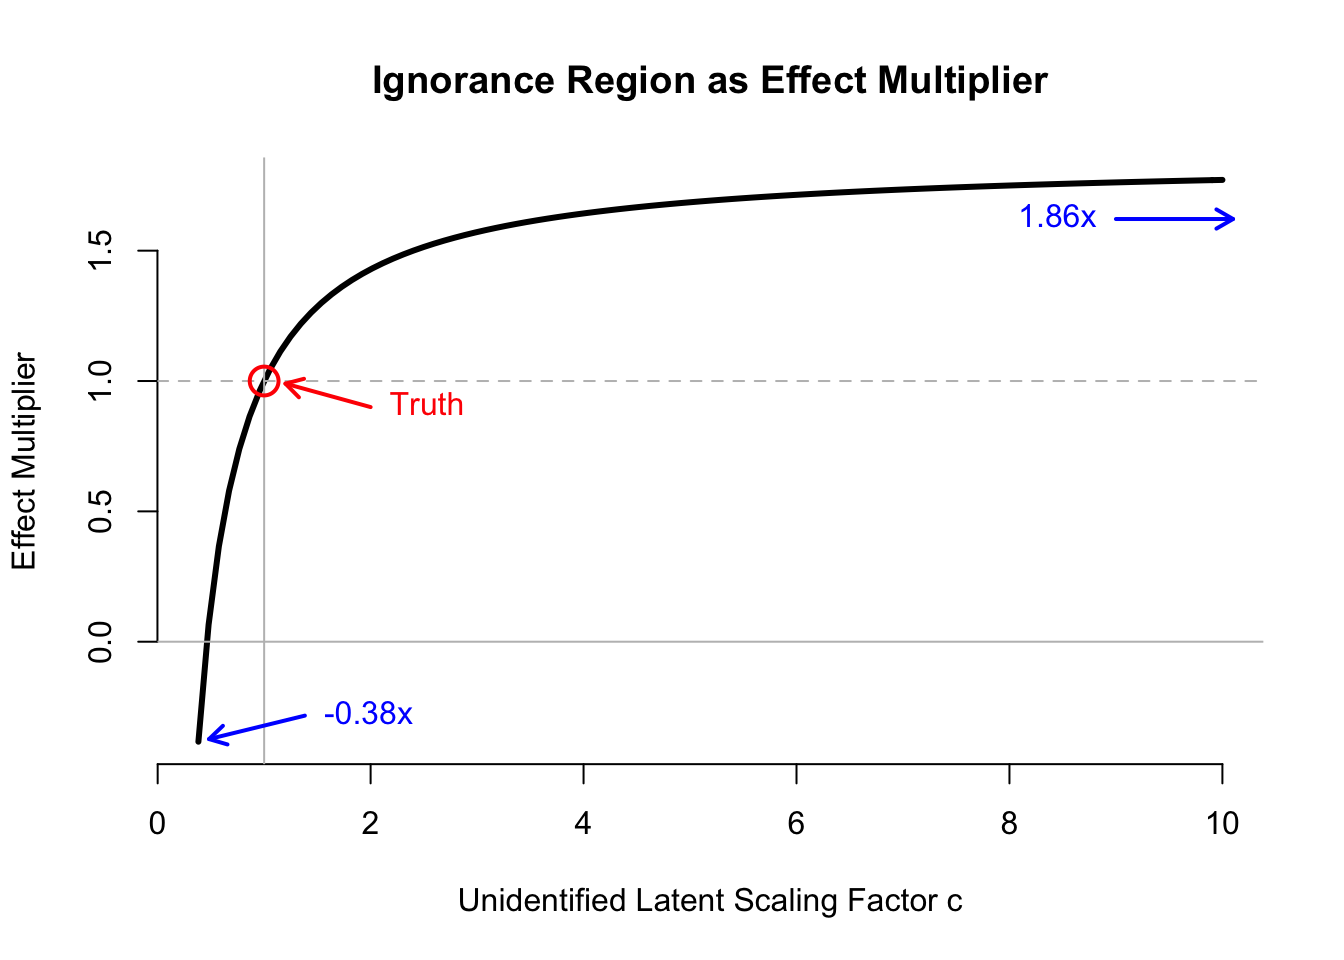 Ignorance Region as Effect Multiplier
Effect Multiplier
1.5
1.0
0.5
0.0
1.86x
Truth
-0.38x
0 2 4 6 8 10
Unidentified Latent Scaling Factor c